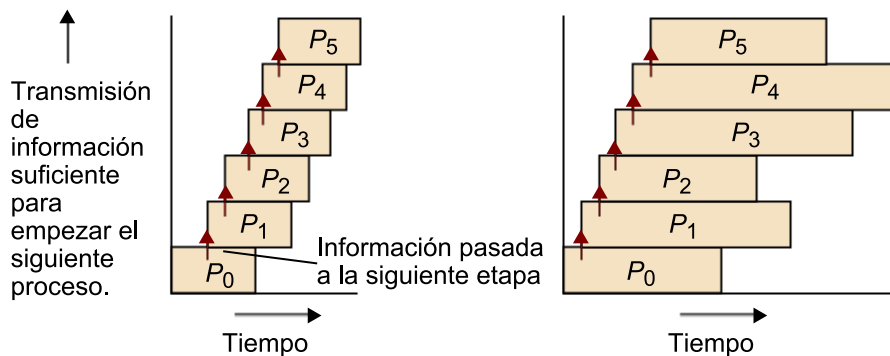 Transmisión
de
información
suficiente
para
empezar el
siguiente
proceso.
P5
P4
P3
P2
P1
P0
Información pasada
a la siguiente etapa
Tiempo
P5
P4
P3
P2
P1
P0
Tiempo